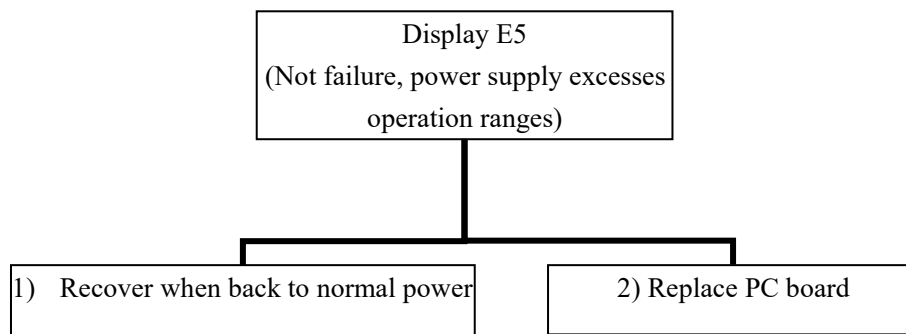 Display E5
(Not failure, power supply excesses
operation ranges)
1) Recover when back to normal power
2) Replace PC board